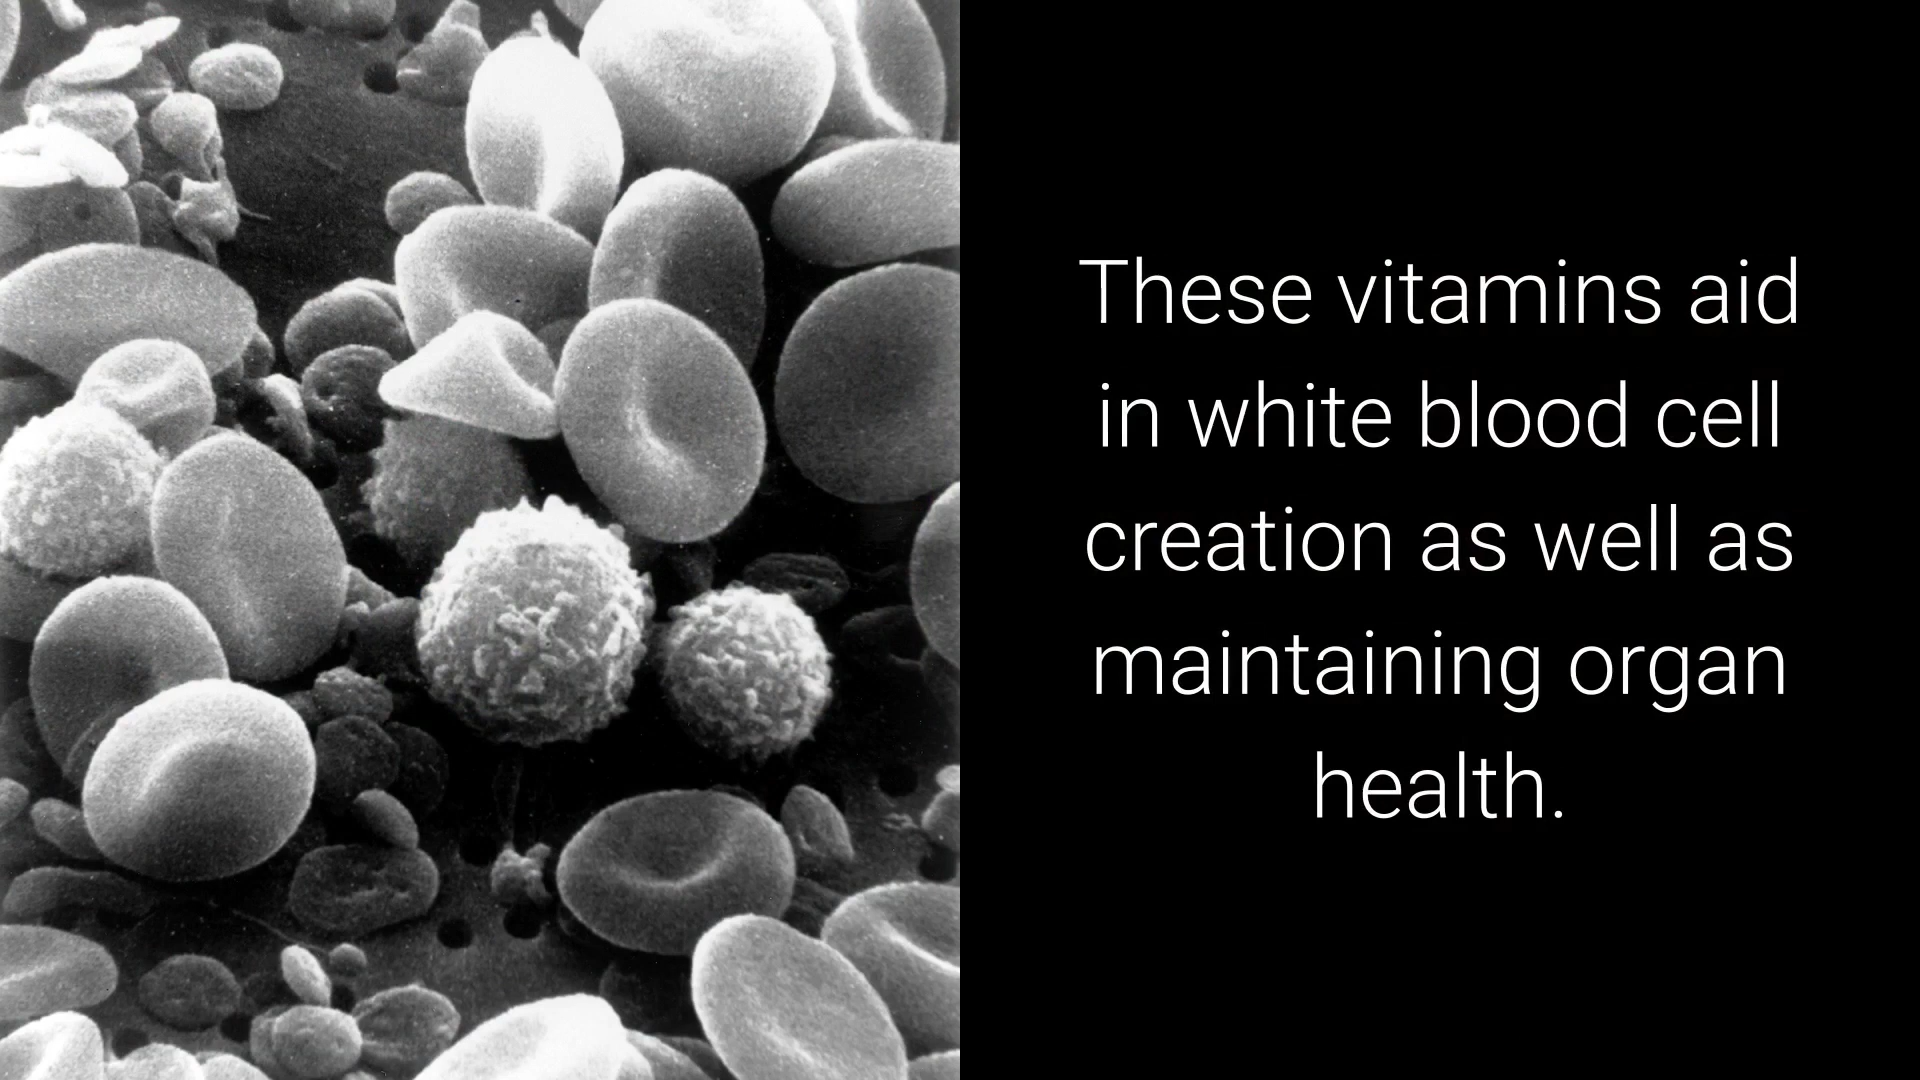 These vitamins aid
in white blood cell
creation as well as
maintaining organ
health.